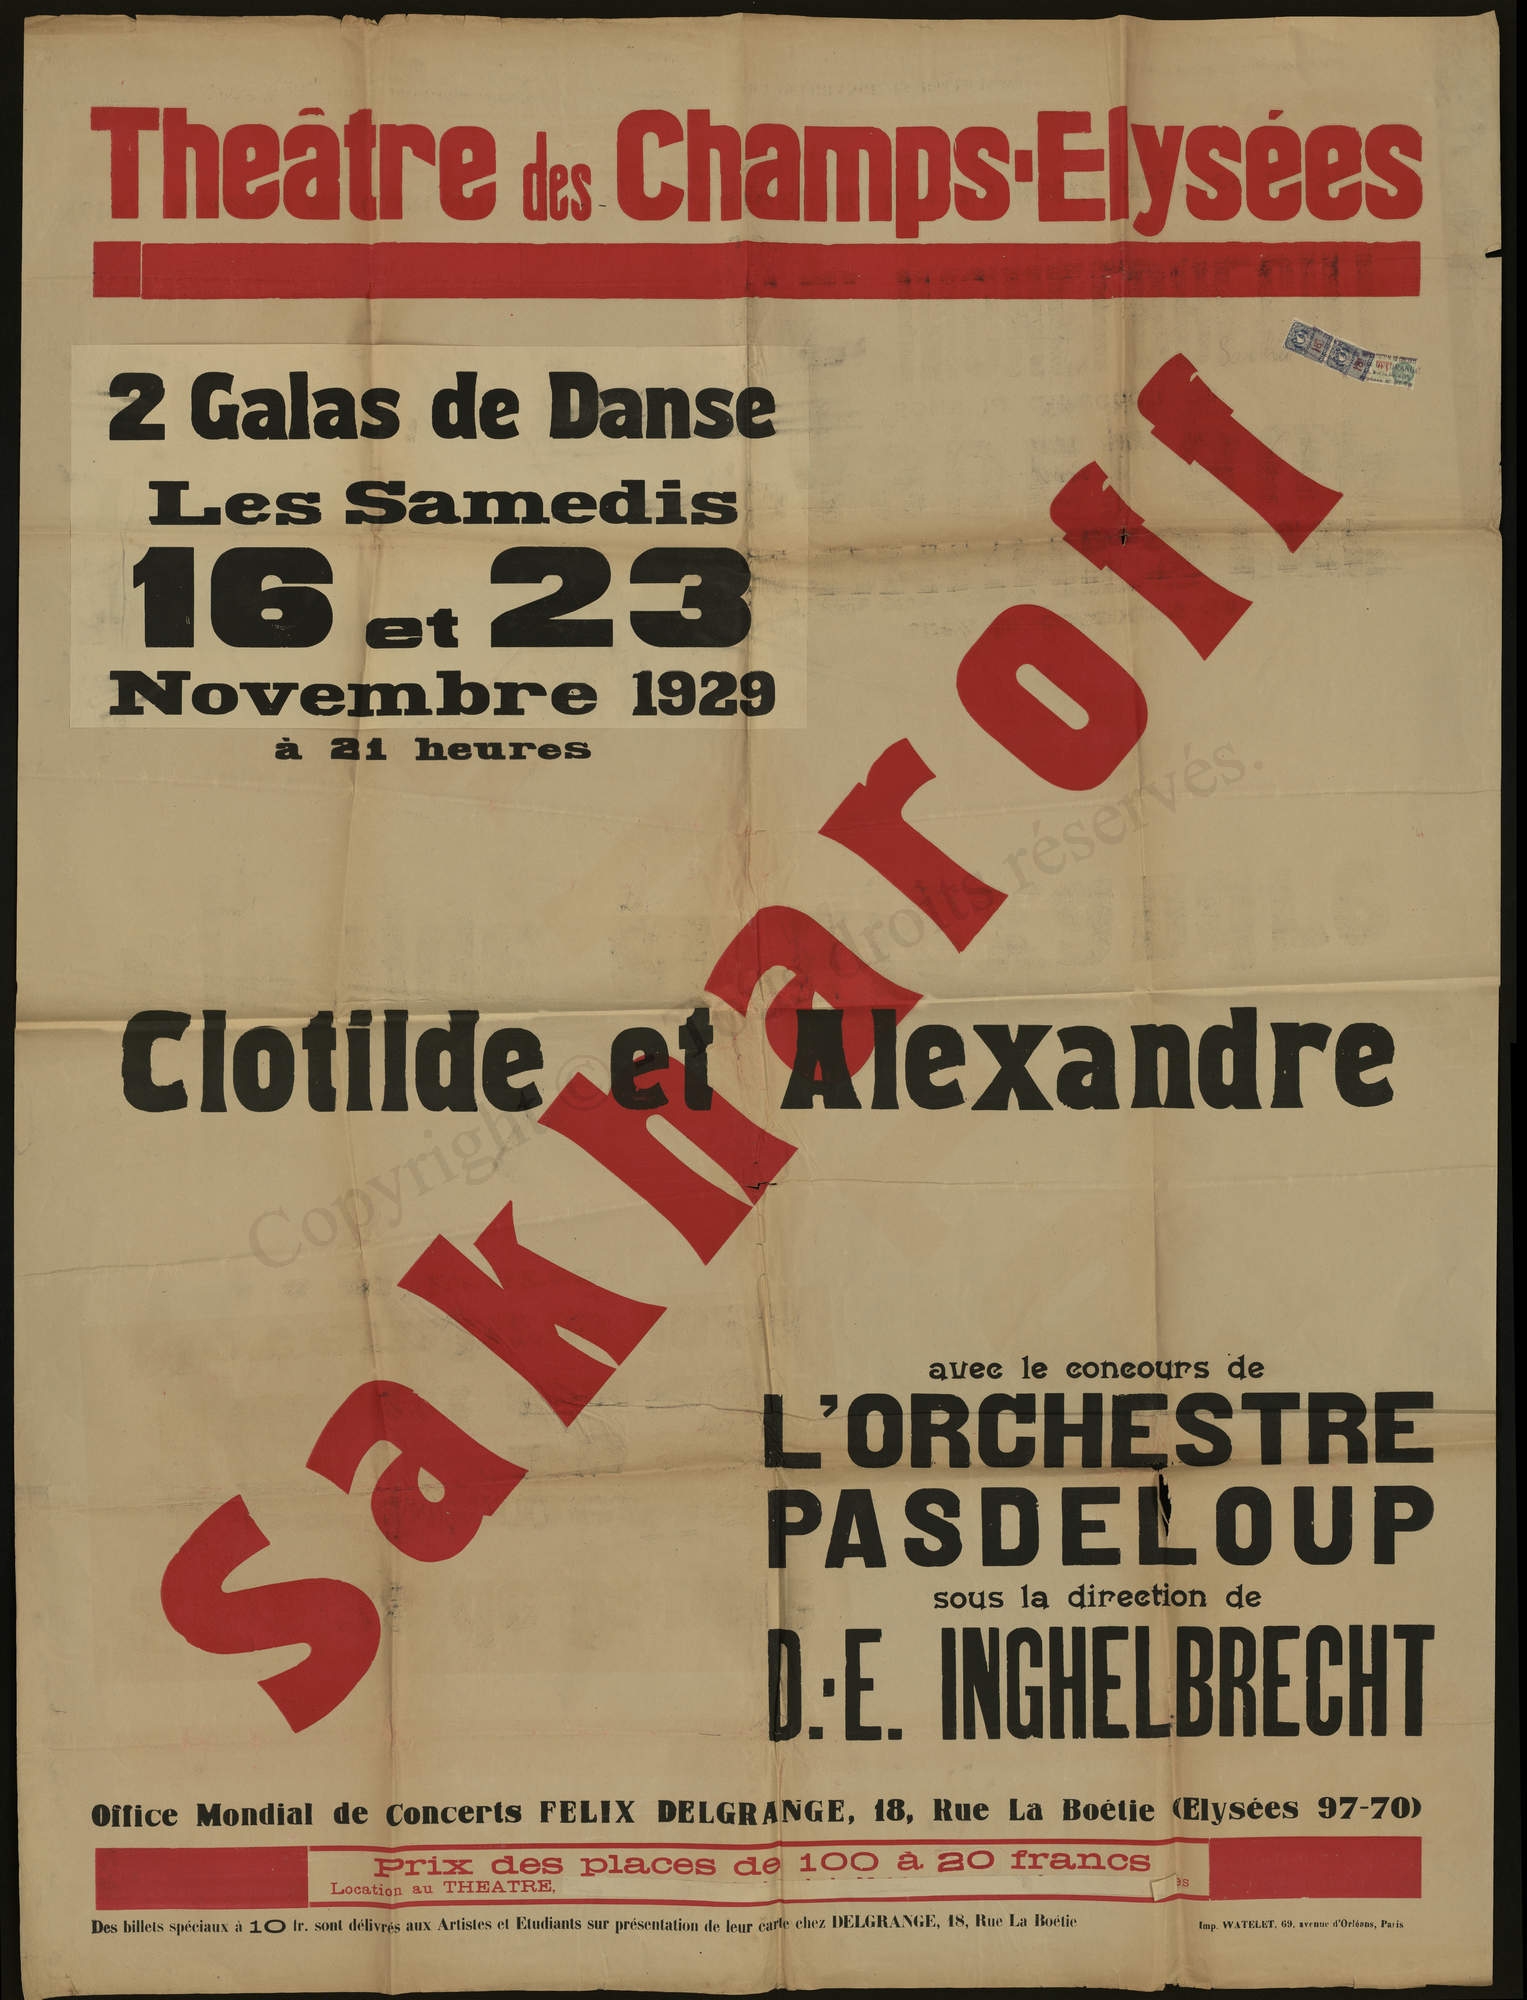 Theâtre des Champs-Elysées
2 Galas de Danse
Les Samedis
16 et 23
Novembre 1929
à 21 heures
Clotilde et Alexandre
Sakharoff
avec le concours de
L'ORCHESTRE
PASDELOUP
sous la direction de
D.-E. INGHELBRECHT
Office Mondial de Concerts FELIX DELGRANGE, 18, Rue La Boétie (Elysées 97-70)
Prix des places de 100 à 20 francs
Location au THEATRE,
Des billets spéciaux à 10 fr. sont délivrés aux Artistes et Etudiants sur présentation de leur carte chez DELGRANGE, 18, Rue La Boétie
Imp. WATELET, 69, avenue d'Orléans, Paris
Copyright © - Tous droits réservés.